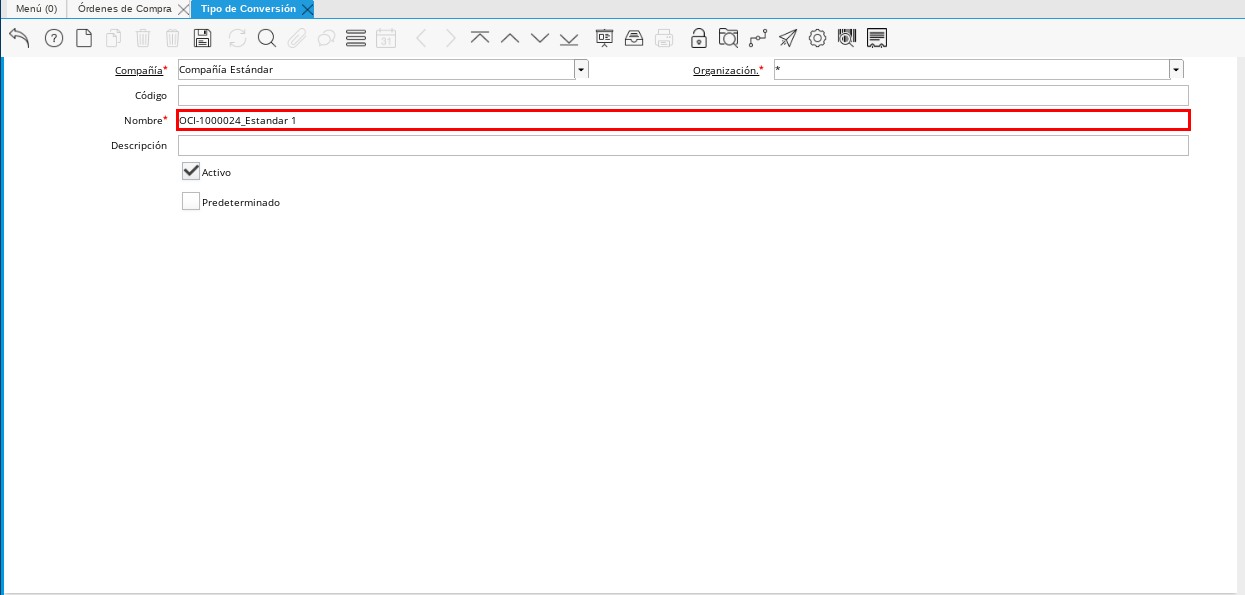 Menú (0) Órdenes de Compra Tipo de Conversión
31
Compañía* Compañía Estándar Organización.* *
Código
Nombre* OCI-1000024_Estandar 1
Descripción
Activo
Predeterminado